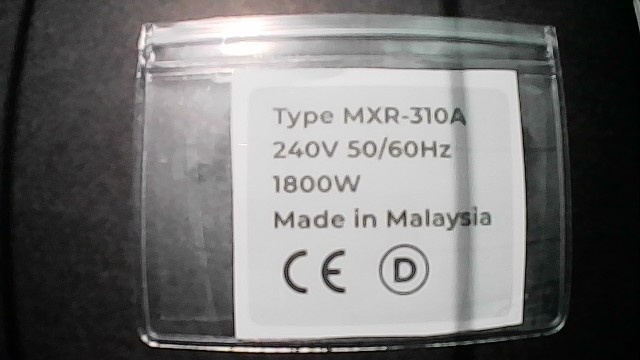 Type MXR-310A
240V 50/60Hz
1800W
Made in Malaysia
CE D